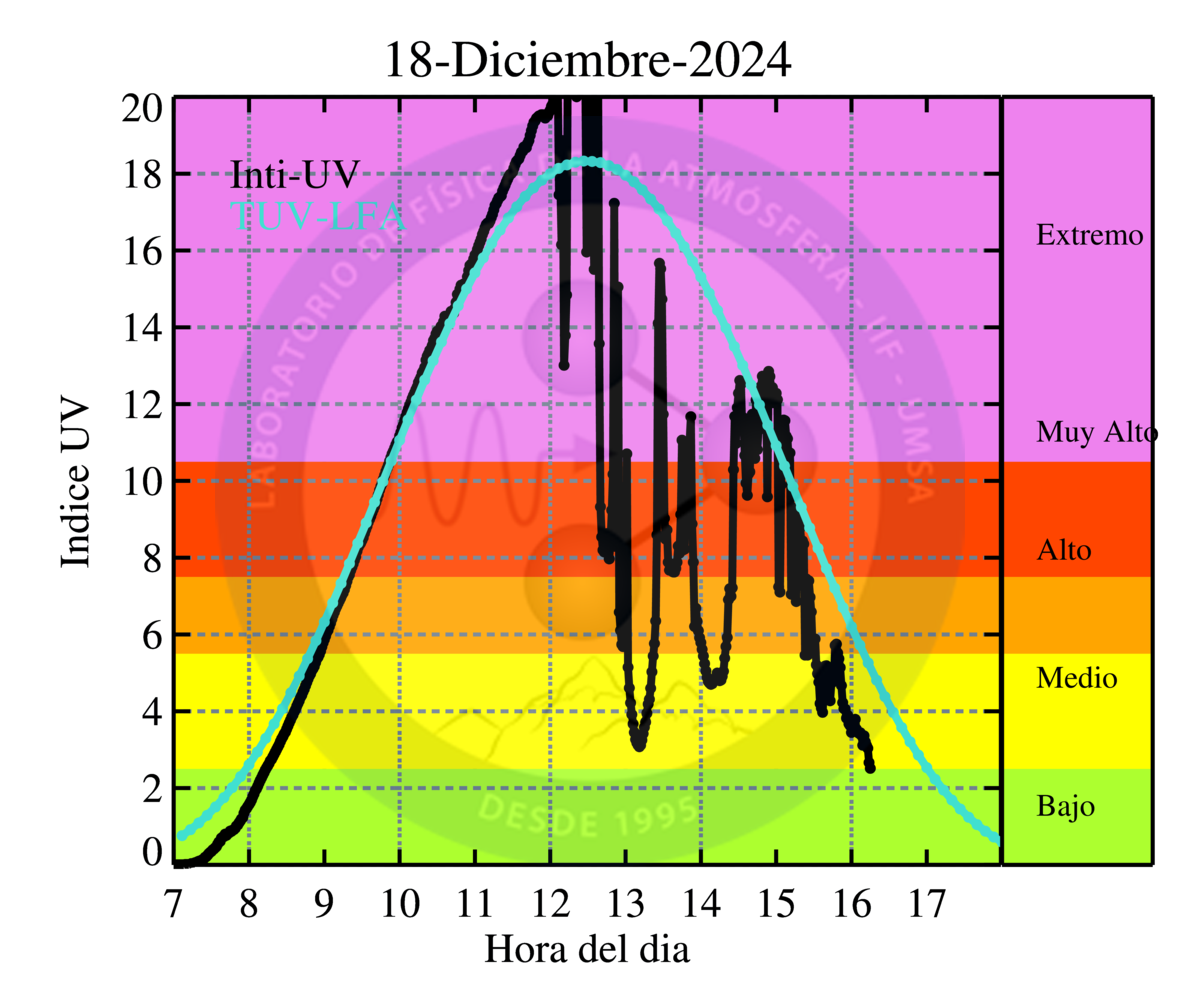 18-Diciembre-2024
Inti-UV
TUV-LFA
LABORATORIO DE FÍSICA DE LA ATMÓSFERA - IIF - UMSA
DESDE 1995
Indice UV
20
18
16
14
12
10
8
6
4
2
0
7 8 9 10 11 12 13 14 15 16 17
Hora del dia
Extremo
Muy Alto
Alto
Medio
Bajo